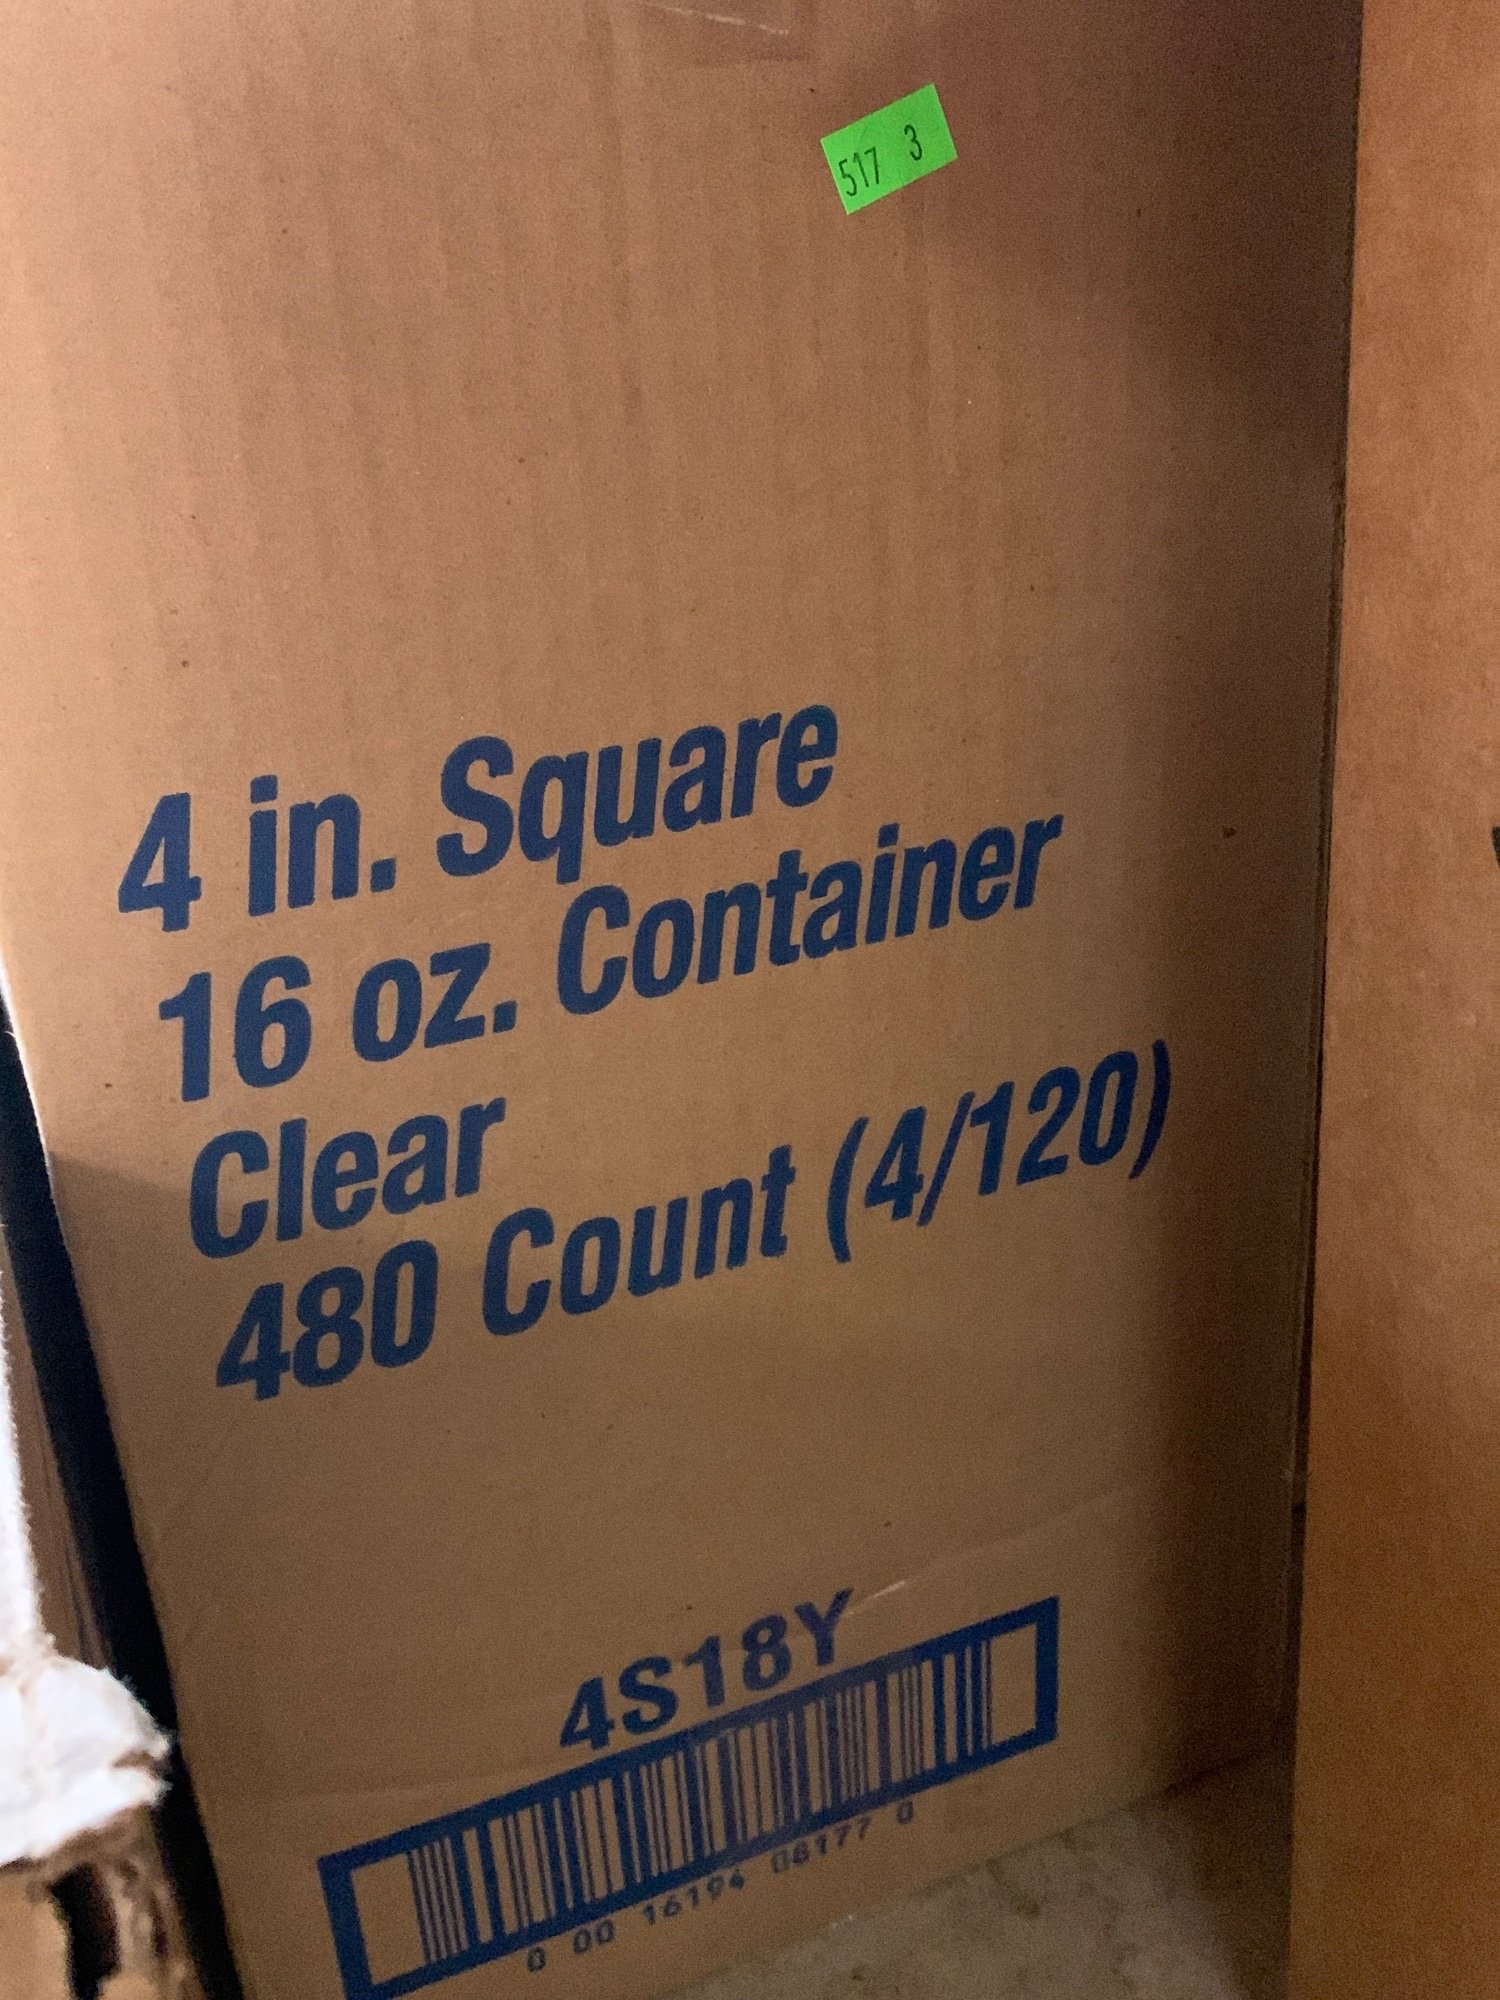 517 3
4 in. Square
16 oz. Container
Clear
480 Count (4/120)
4S18Y
0 00 16194 08177 0